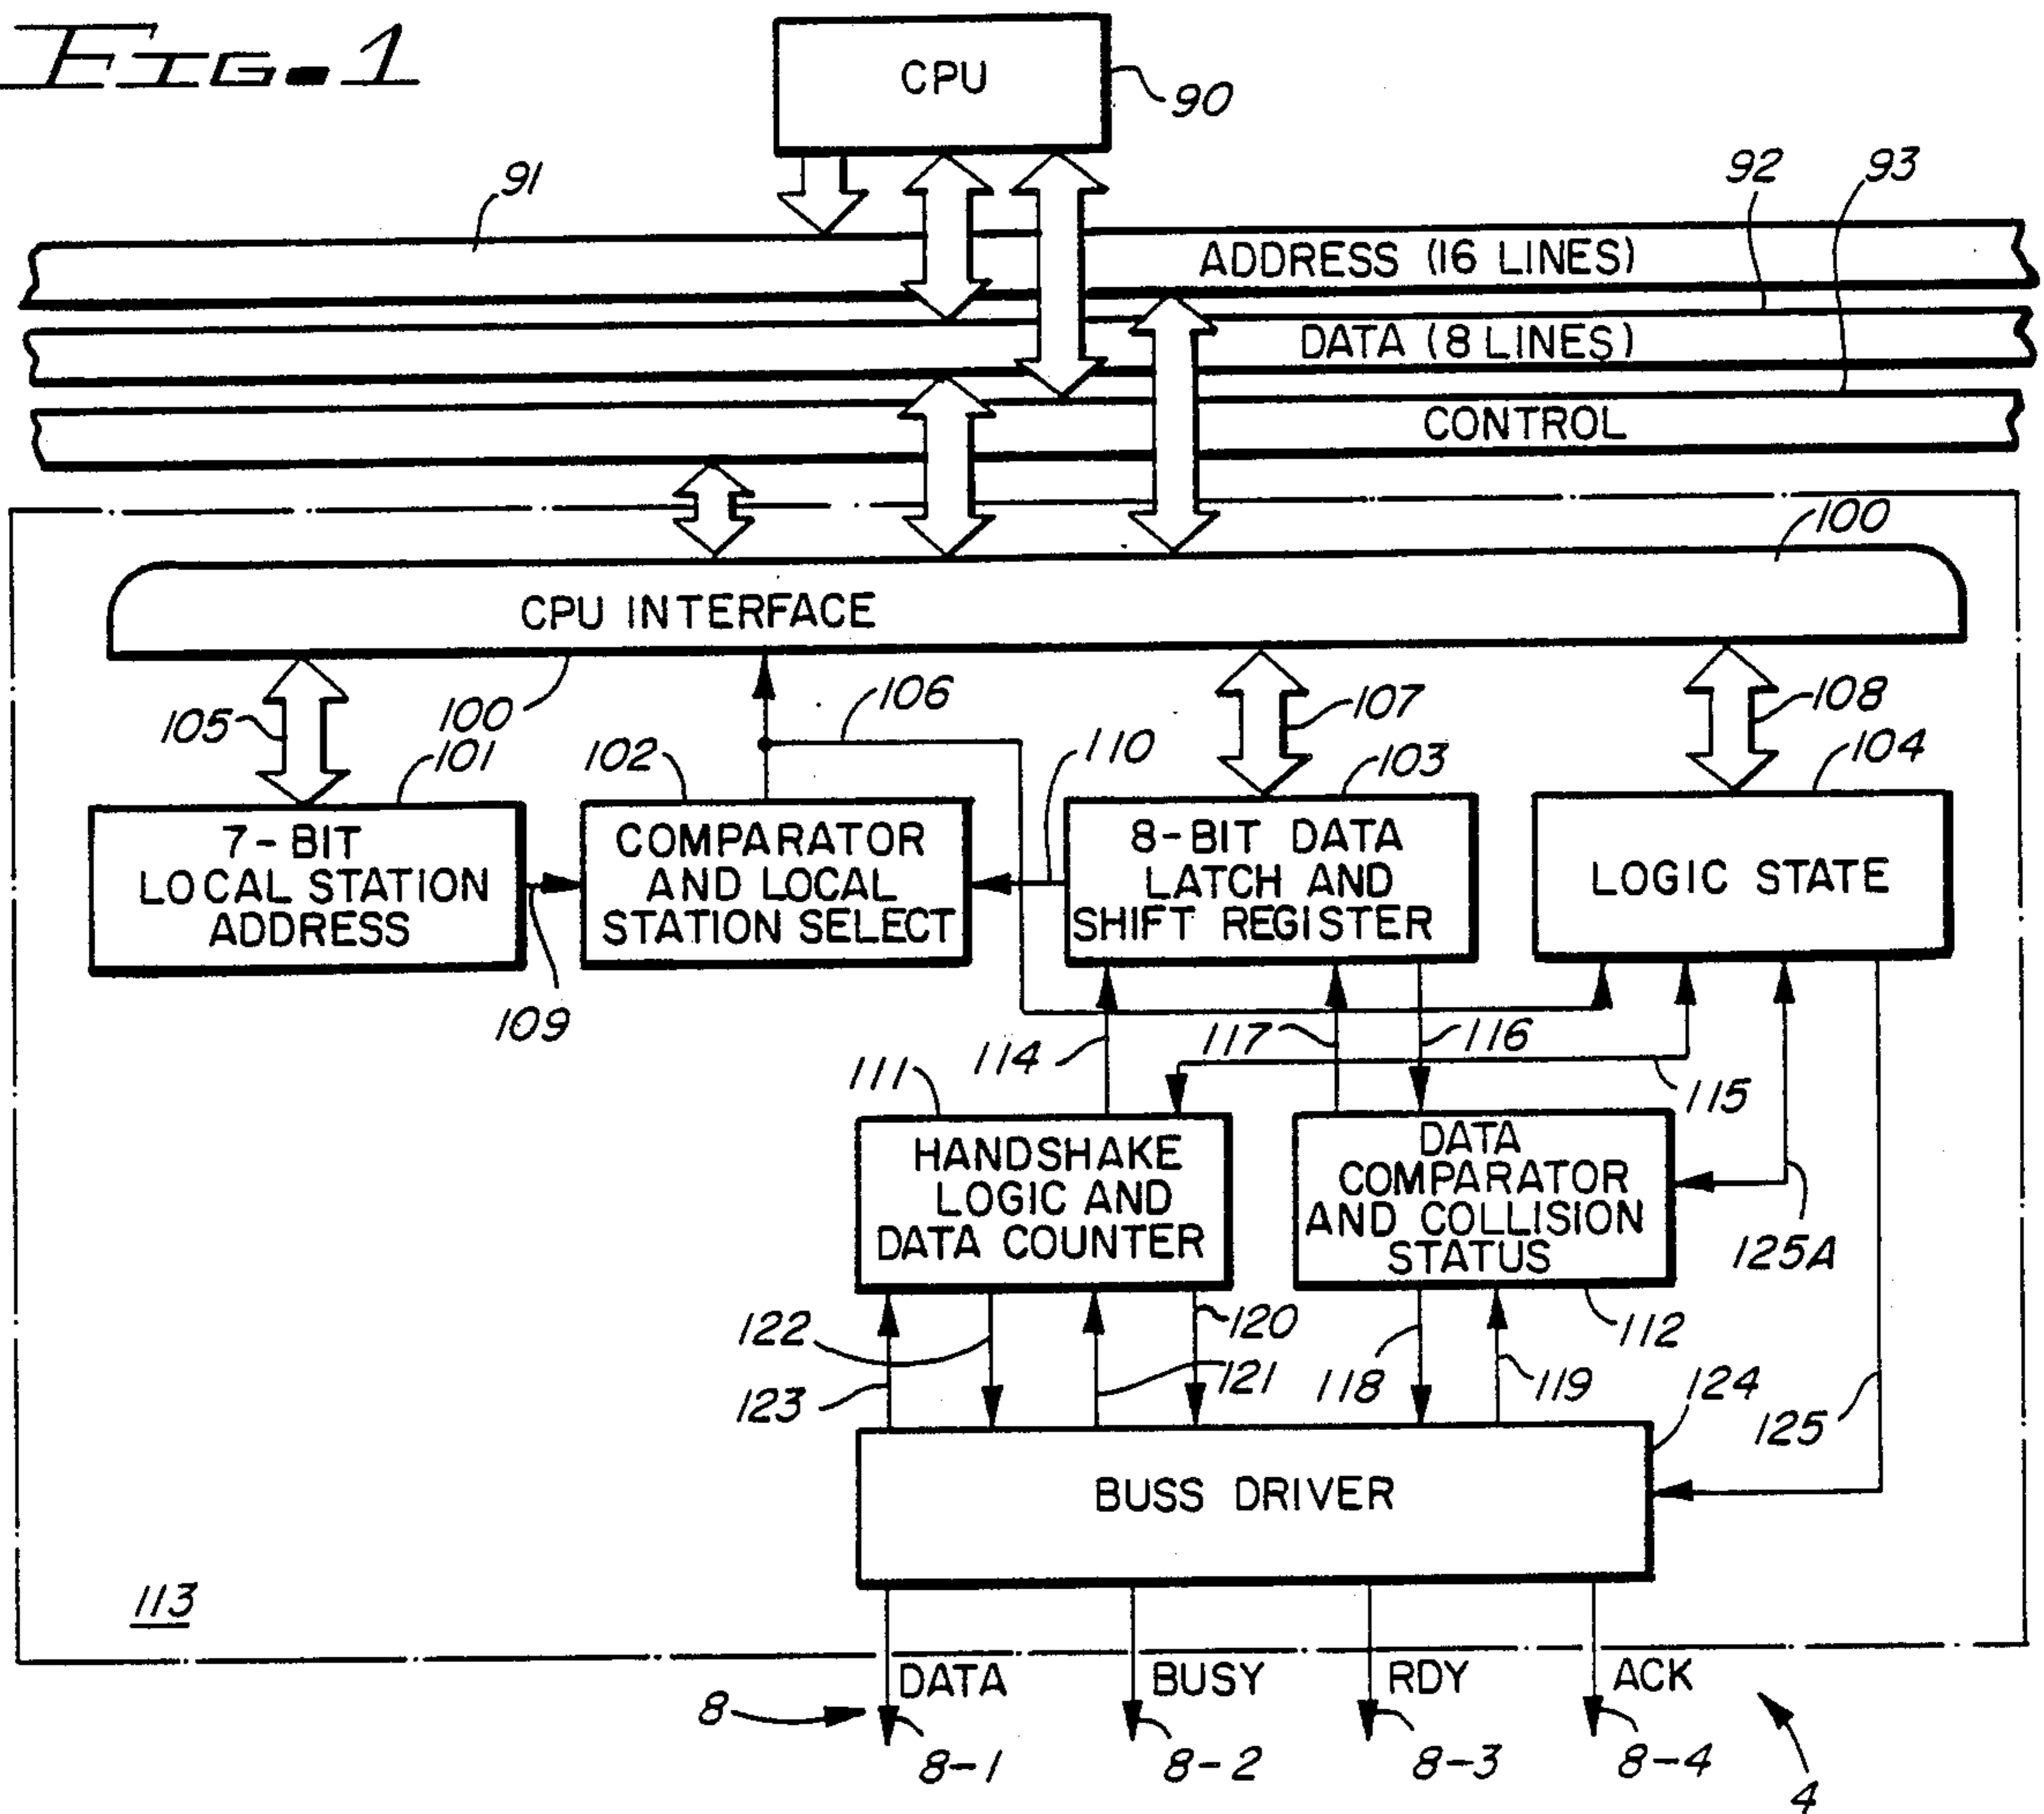 FIG. 1
CPU
90
91
92
93
ADDRESS (16 LINES)
DATA (8 LINES)
CONTROL
100
CPU INTERFACE
105
100
106
107
108
101
102
110
103
104
7-BIT
LOCAL STATION
ADDRESS
COMPARATOR
AND LOCAL
STATION SELECT
8-BIT DATA
LATCH AND
SHIFT REGISTER
LOGIC STATE
109
114
117
116
115
111
HANDSHAKE
LOGIC AND
DATA COUNTER
DATA
COMPARATOR
AND COLLISION
STATUS
125A
122
120
112
123
121
118
119
124
125
BUSS DRIVER
113
DATA
BUSY
RDY
ACK
8
8-1
8-2
8-3
8-4
4